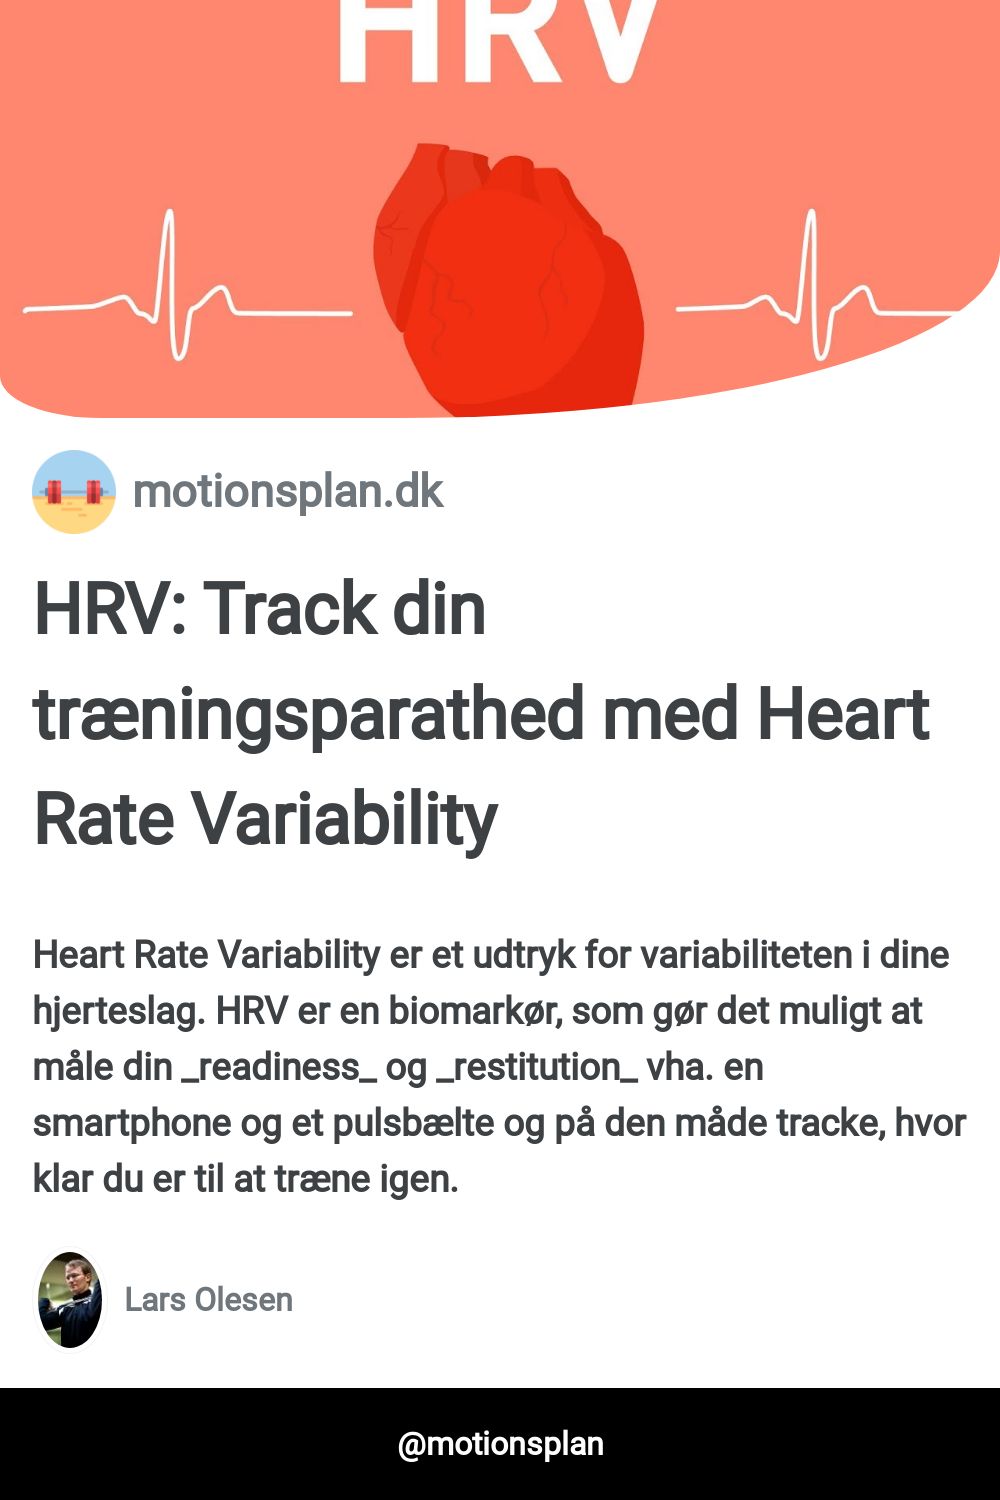 HRV
motionsplan.dk
HRV: Track din
træningsparathed med Heart
Rate Variability
Heart Rate Variability er et udtryk for variabiliteten i dine
hjerteslag. HRV er en biomarkør, som gør det muligt at
måle din _readiness_ og _restitution_ vha. en
smartphone og et pulsbælte og på den måde tracke, hvor
klar du er til at træne igen.
Lars Olesen
@motionsplan